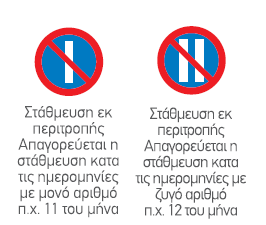 Στάθμευση εκ
περιτροπής
Απαγορεύεται η
στάθμευση κατα
τις ημερομηνίες
με μονό αριθμό
π.χ. 11 του μήνα
Στάθμευση εκ
περιτροπής
Απαγορεύεται η
στάθμευση κατα
τις ημερομηνίες με
ζυγό αριθμό
π.χ. 12 του μήνα